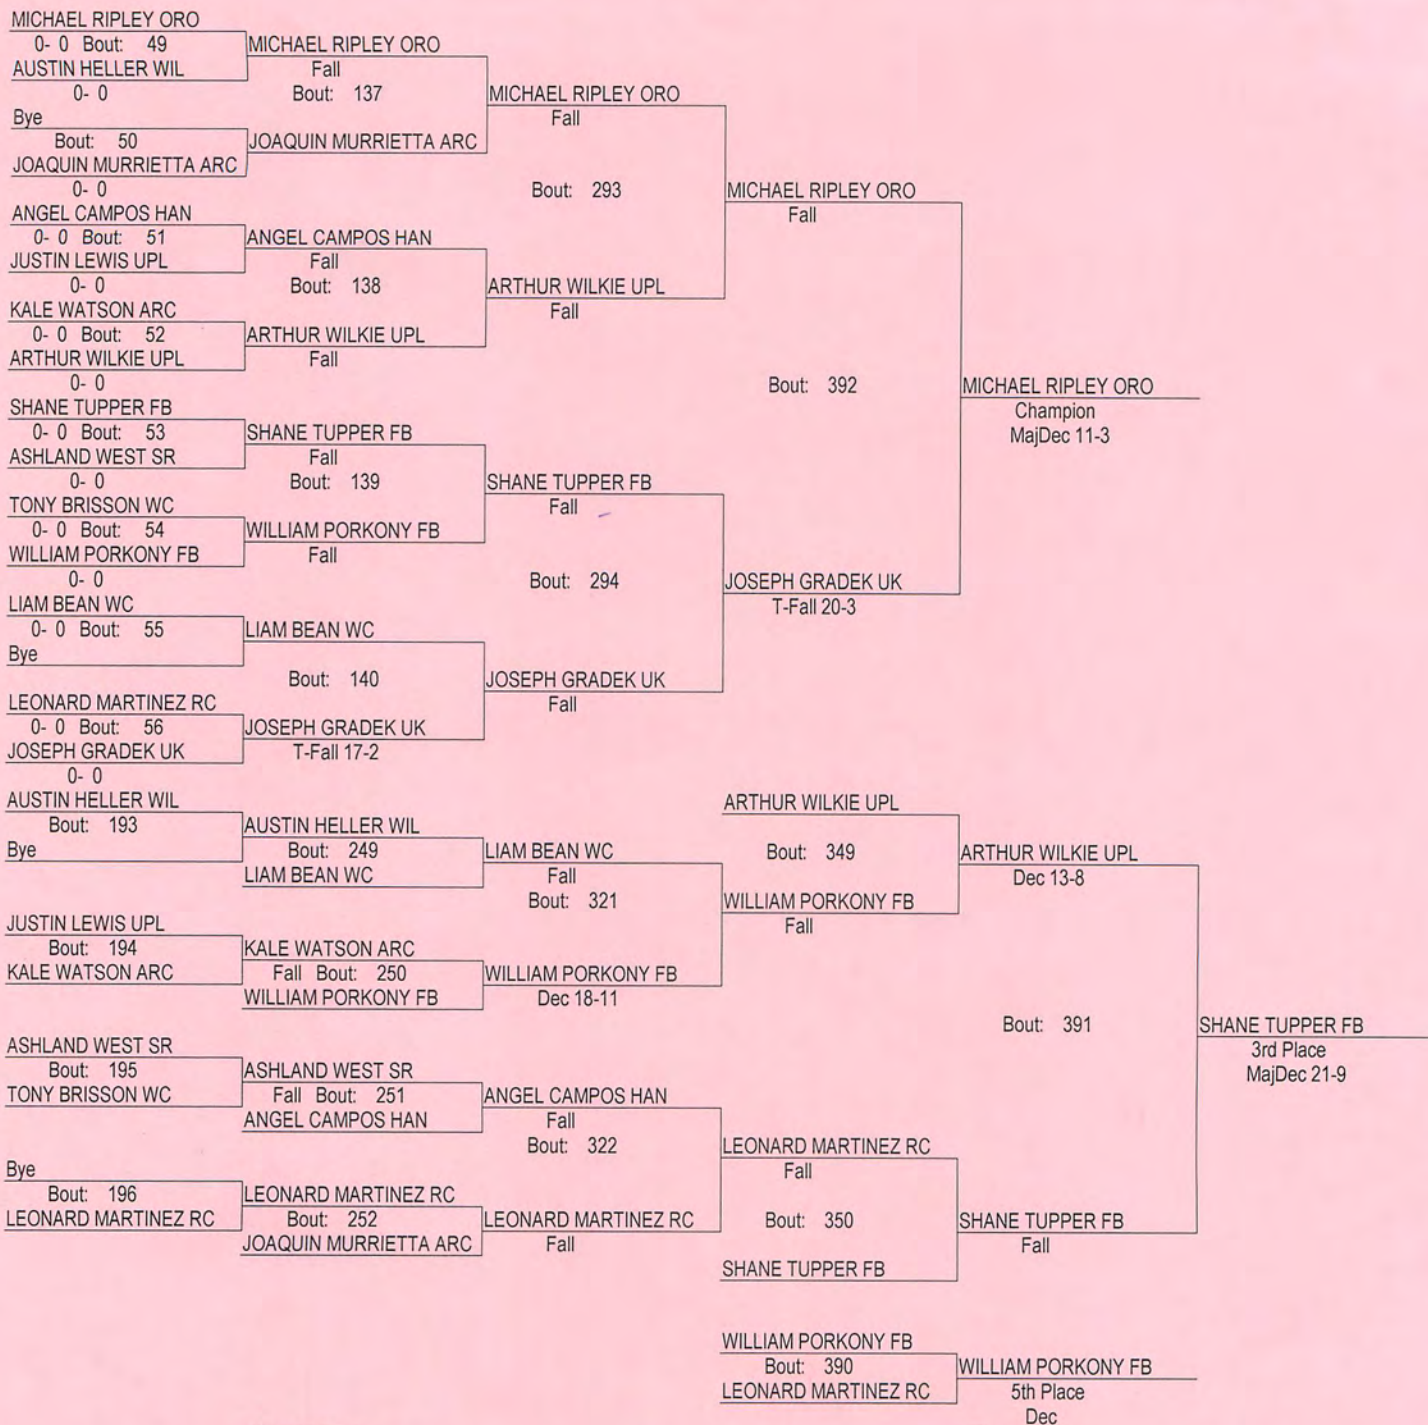 MICHAEL RIPLEY ORO
0- 0 Bout: 49
AUSTIN HELLER WIL
0- 0
Bye
Bout: 50
JOAQUIN MURRIETTA ARC
0- 0
ANGEL CAMPOS HAN
0- 0 Bout: 51
JUSTIN LEWIS UPL
0- 0
KALE WATSON ARC
0- 0 Bout: 52
ARTHUR WILKIE UPL
0- 0
SHANE TUPPER FB
0- 0 Bout: 53
ASHLAND WEST SR
0- 0
TONY BRISSON WC
0- 0 Bout: 54
WILLIAM PORKONY FB
0- 0
LIAM BEAN WC
0- 0 Bout: 55
Bye
LEONARD MARTINEZ RC
0- 0 Bout: 56
JOSEPH GRADEK UK
0- 0
MICHAEL RIPLEY ORO
Fall
Bout: 137
JOAQUIN MURRIETTA ARC
ANGEL CAMPOS HAN
Fall
Bout: 138
ARTHUR WILKIE UPL
Fall
SHANE TUPPER FB
Fall
Bout: 139
WILLIAM PORKONY FB
Fall
LIAM BEAN WC
Bout: 140
JOSEPH GRADEK UK
T-Fall 17-2
MICHAEL RIPLEY ORO
Fall
Bout: 293
ARTHUR WILKIE UPL
Fall
SHANE TUPPER FB
Fall
Bout: 294
JOSEPH GRADEK UK
Fall
MICHAEL RIPLEY ORO
Fall
Bout: 392
JOSEPH GRADEK UK
T-Fall 20-3
MICHAEL RIPLEY ORO
Champion
MajDec 11-3
AUSTIN HELLER WIL
Bout: 193
Bye
JUSTIN LEWIS UPL
Bout: 194
KALE WATSON ARC
ASHLAND WEST SR
Bout: 195
TONY BRISSON WC
Bye
Bout: 196
LEONARD MARTINEZ RC
AUSTIN HELLER WIL
Bout: 249
LIAM BEAN WC
KALE WATSON ARC
Fall Bout: 250
WILLIAM PORKONY FB
ASHLAND WEST SR
Fall Bout: 251
ANGEL CAMPOS HAN
LEONARD MARTINEZ RC
Bout: 252
JOAQUIN MURRIETTA ARC
LIAM BEAN WC
Fall
Bout: 321
WILLIAM PORKONY FB
Dec 18-11
ANGEL CAMPOS HAN
Fall
Bout: 322
LEONARD MARTINEZ RC
Fall
ARTHUR WILKIE UPL
Bout: 349
WILLIAM PORKONY FB
Fall
LEONARD MARTINEZ RC
Fall
Bout: 350
SHANE TUPPER FB
ARTHUR WILKIE UPL
Dec 13-8
Bout: 391
SHANE TUPPER FB
Fall
SHANE TUPPER FB
3rd Place
MajDec 21-9
WILLIAM PORKONY FB
Bout: 390
LEONARD MARTINEZ RC
WILLIAM PORKONY FB
5th Place
Dec